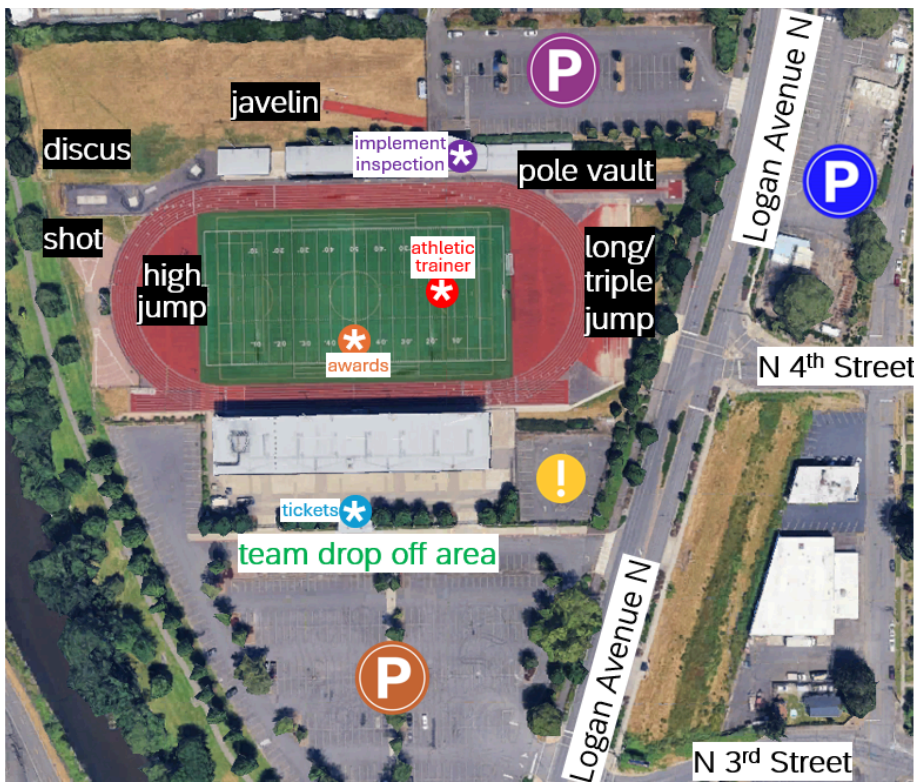 P
Logan Avenue N
javelin
implement
inspection
*
discus
pole vault
P
shot
athletic
trainer
*
long/
triple
jump
high
jump
*
awards
N 4th Street
!
tickets
*
team drop off area
Logan Avenue N
P
N 3rd Street